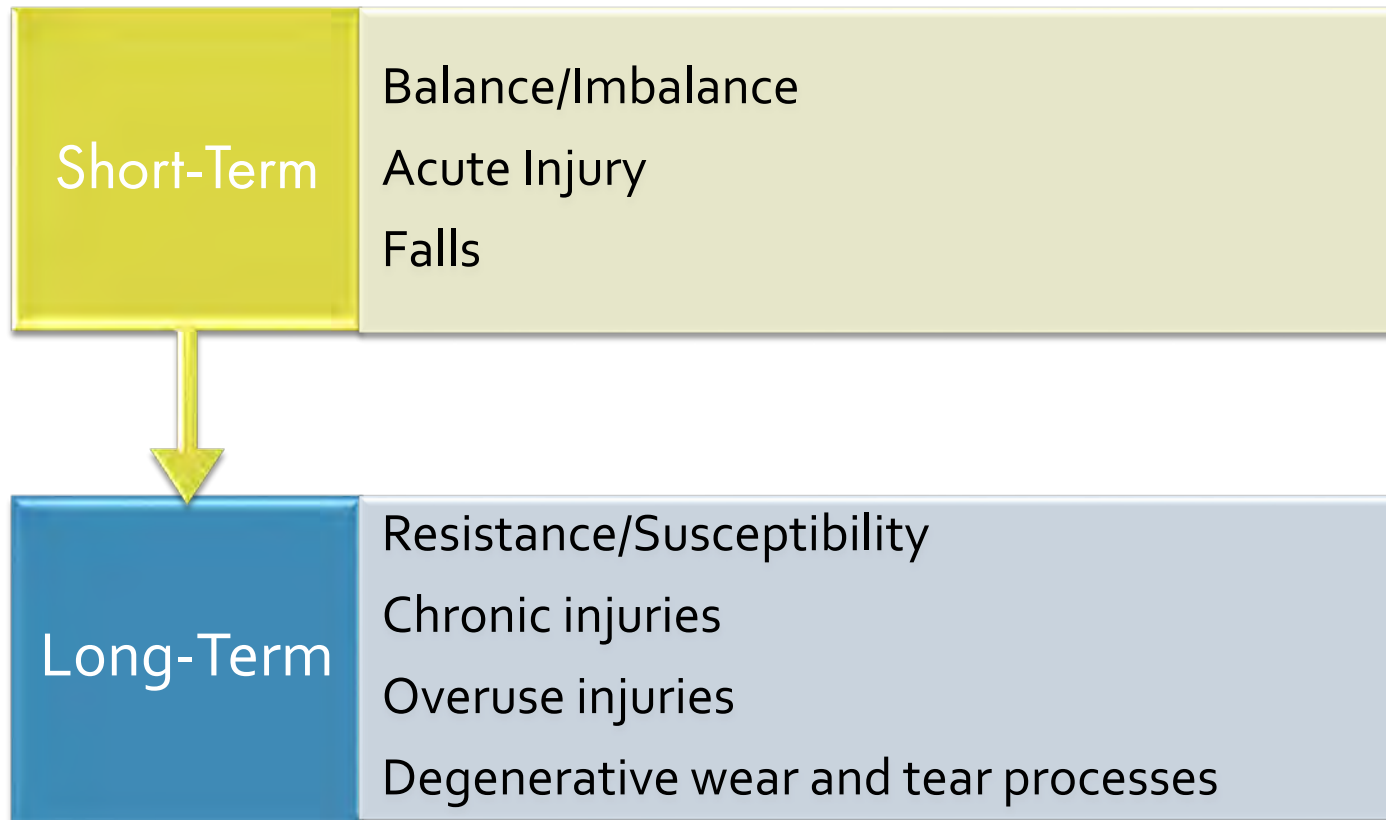 Short-Term
Balance/Imbalance
Acute Injury
Falls
Long-Term
Resistance/Susceptibility
Chronic injuries
Overuse injuries
Degenerative wear and tear processes